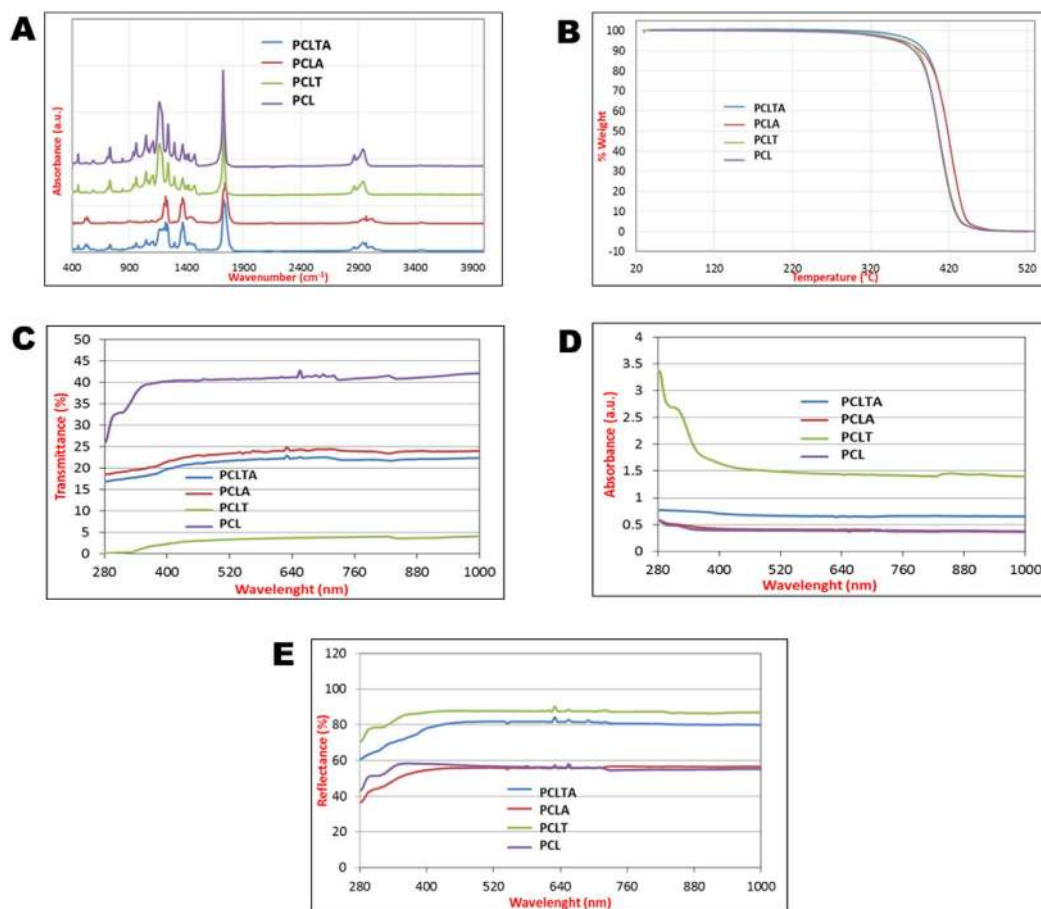 A
PCLTA
PCLA
PCLT
PCL
Absorbance (a.u.)
400 900 1400 1900 2400 2900 3400 3900
Wavenumber (cm⁻¹)
B
100
90
80
70
60
50
40
30
20
10
0
-10
% Weight
PCLTA
PCLA
PCLT
PCL
20 120 220 320 420 520
Temperature (°C)
C
50
45
40
35
30
25
20
15
10
5
0
Transmittance (%)
PCLTA
PCLA
PCLT
PCL
280 400 520 640 760 880 1000
Wavelenght (nm)
D
4
3.5
3
2.5
2
1.5
1
0.5
0
Absorbance (a.u.)
PCLTA
PCLA
PCLT
PCL
280 400 520 640 760 880 1000
Wavelenght (nm)
E
120
100
80
60
40
20
0
Reflectance (%)
PCLTA
PCLA
PCLT
PCL
280 400 520 640 760 880 1000
Wavelenght (nm)